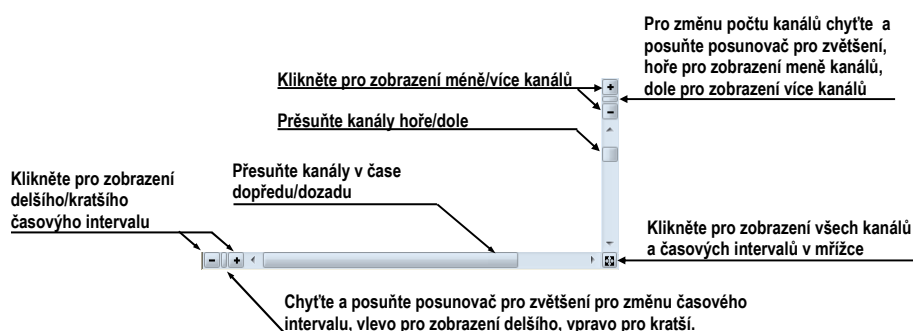 Pro změnu počtu kanálů chyťte a
posuňte posunovač pro zvětšení,
hoře pro zobrazení meně kanálů,
dole pro zobrazení více kanálů
Klikněte pro zobrazení méně/více kanálů
Přesuňte kanály hoře/dole
Přesuňte kanály v čase
dopředu/dozadu
Klikněte pro zobrazení
delšího/kratšího
časovýho intervalu
Klikněte pro zobrazení všech kanálů
a časových intervalů v mřížce
Chyťte a posuňte posunovač pro zvětšení pro změnu časového
intervalu, vlevo pro zobrazení delšího, vpravo pro kratší.